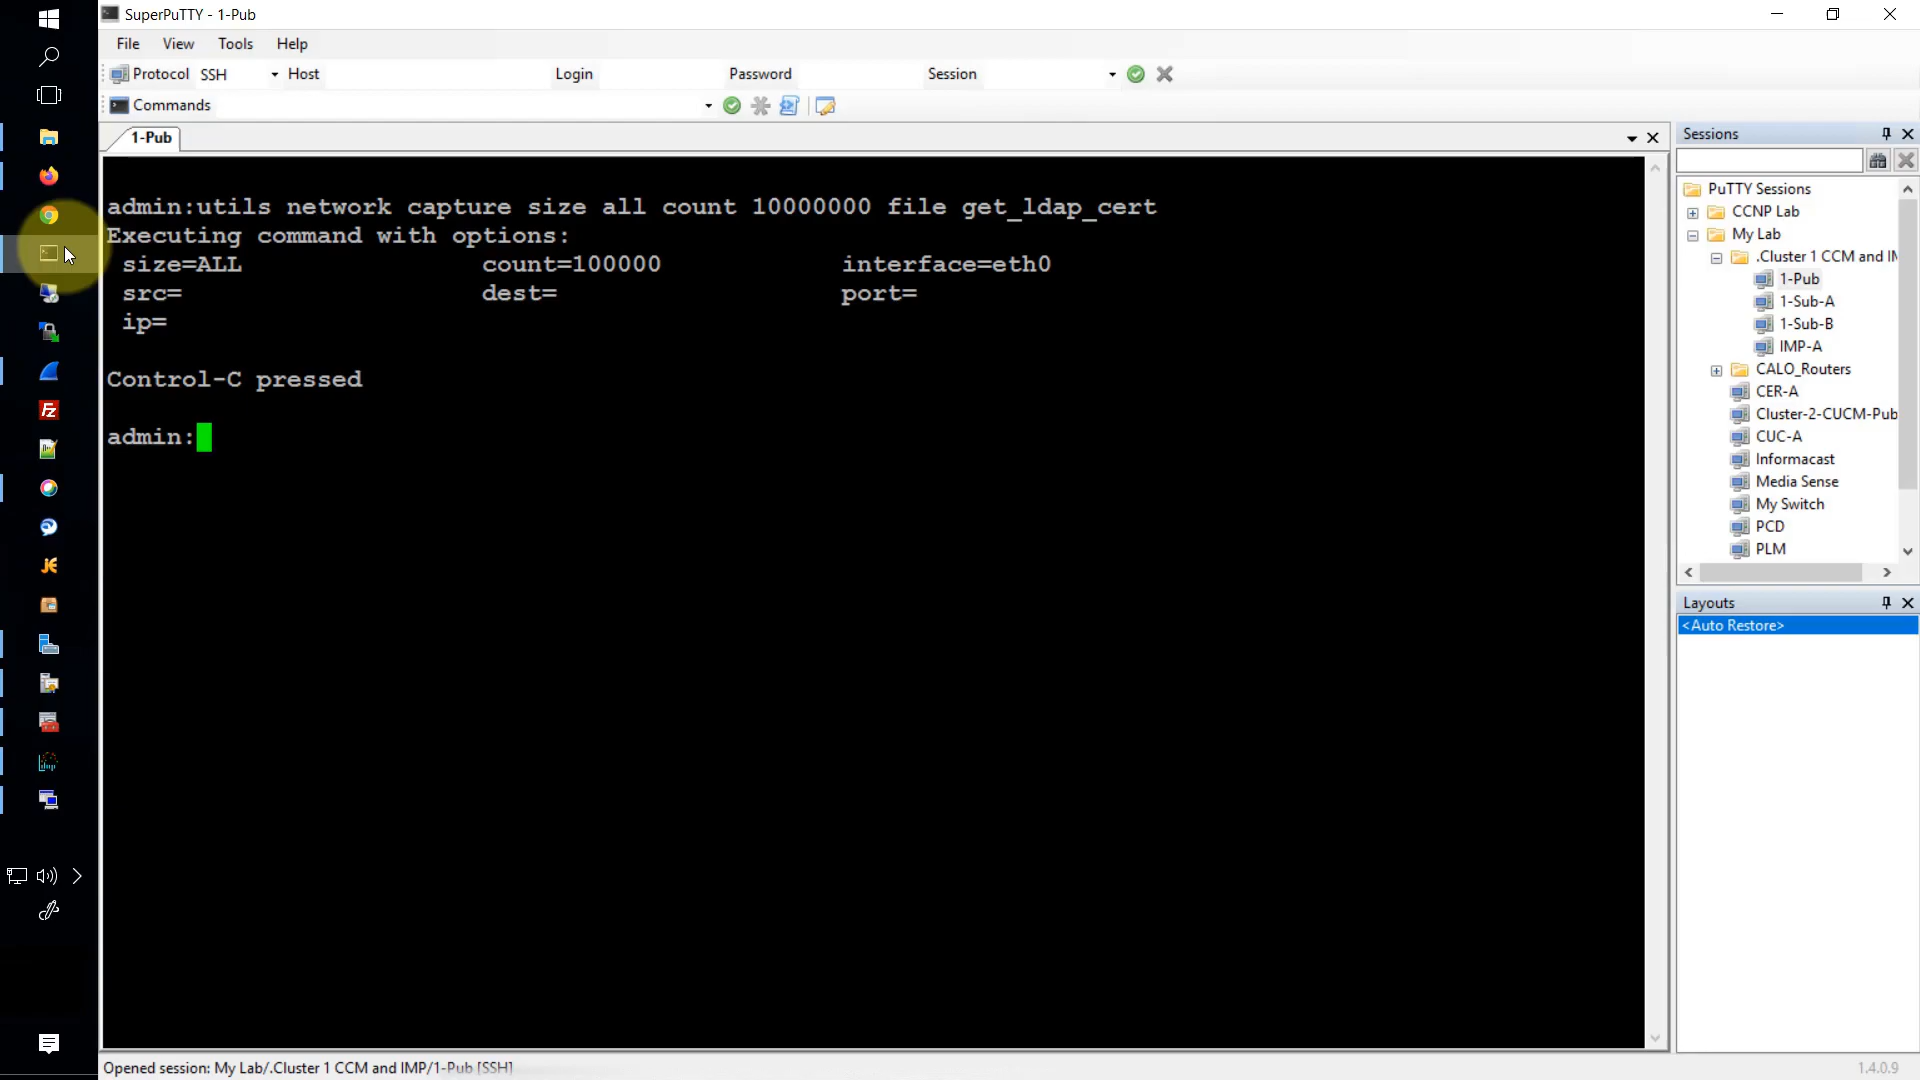 SuperPuTTY - 1-Pub
File View Tools Help
Protocol SSH Host Login Password Session
Commands
1-Pub
admin:utils network capture size all count 10000000 file get_ldap_cert
Executing command with options:
size=ALL count=100000 interface=eth0
src= dest= port=
ip=
Control-C pressed
admin:
Sessions
PuTTY Sessions
CCNP Lab
My Lab
.Cluster 1 CCM and IM
1-Pub
1-Sub-A
1-Sub-B
IMP-A
CALO_Routers
CER-A
Cluster-2-CUCM-Pub
CUC-A
Informacast
Media Sense
My Switch
PCD
PLM
Layouts
<Auto Restore>
Opened session: My Lab/.Cluster 1 CCM and IMP/1-Pub [SSH]
1.4.0.9